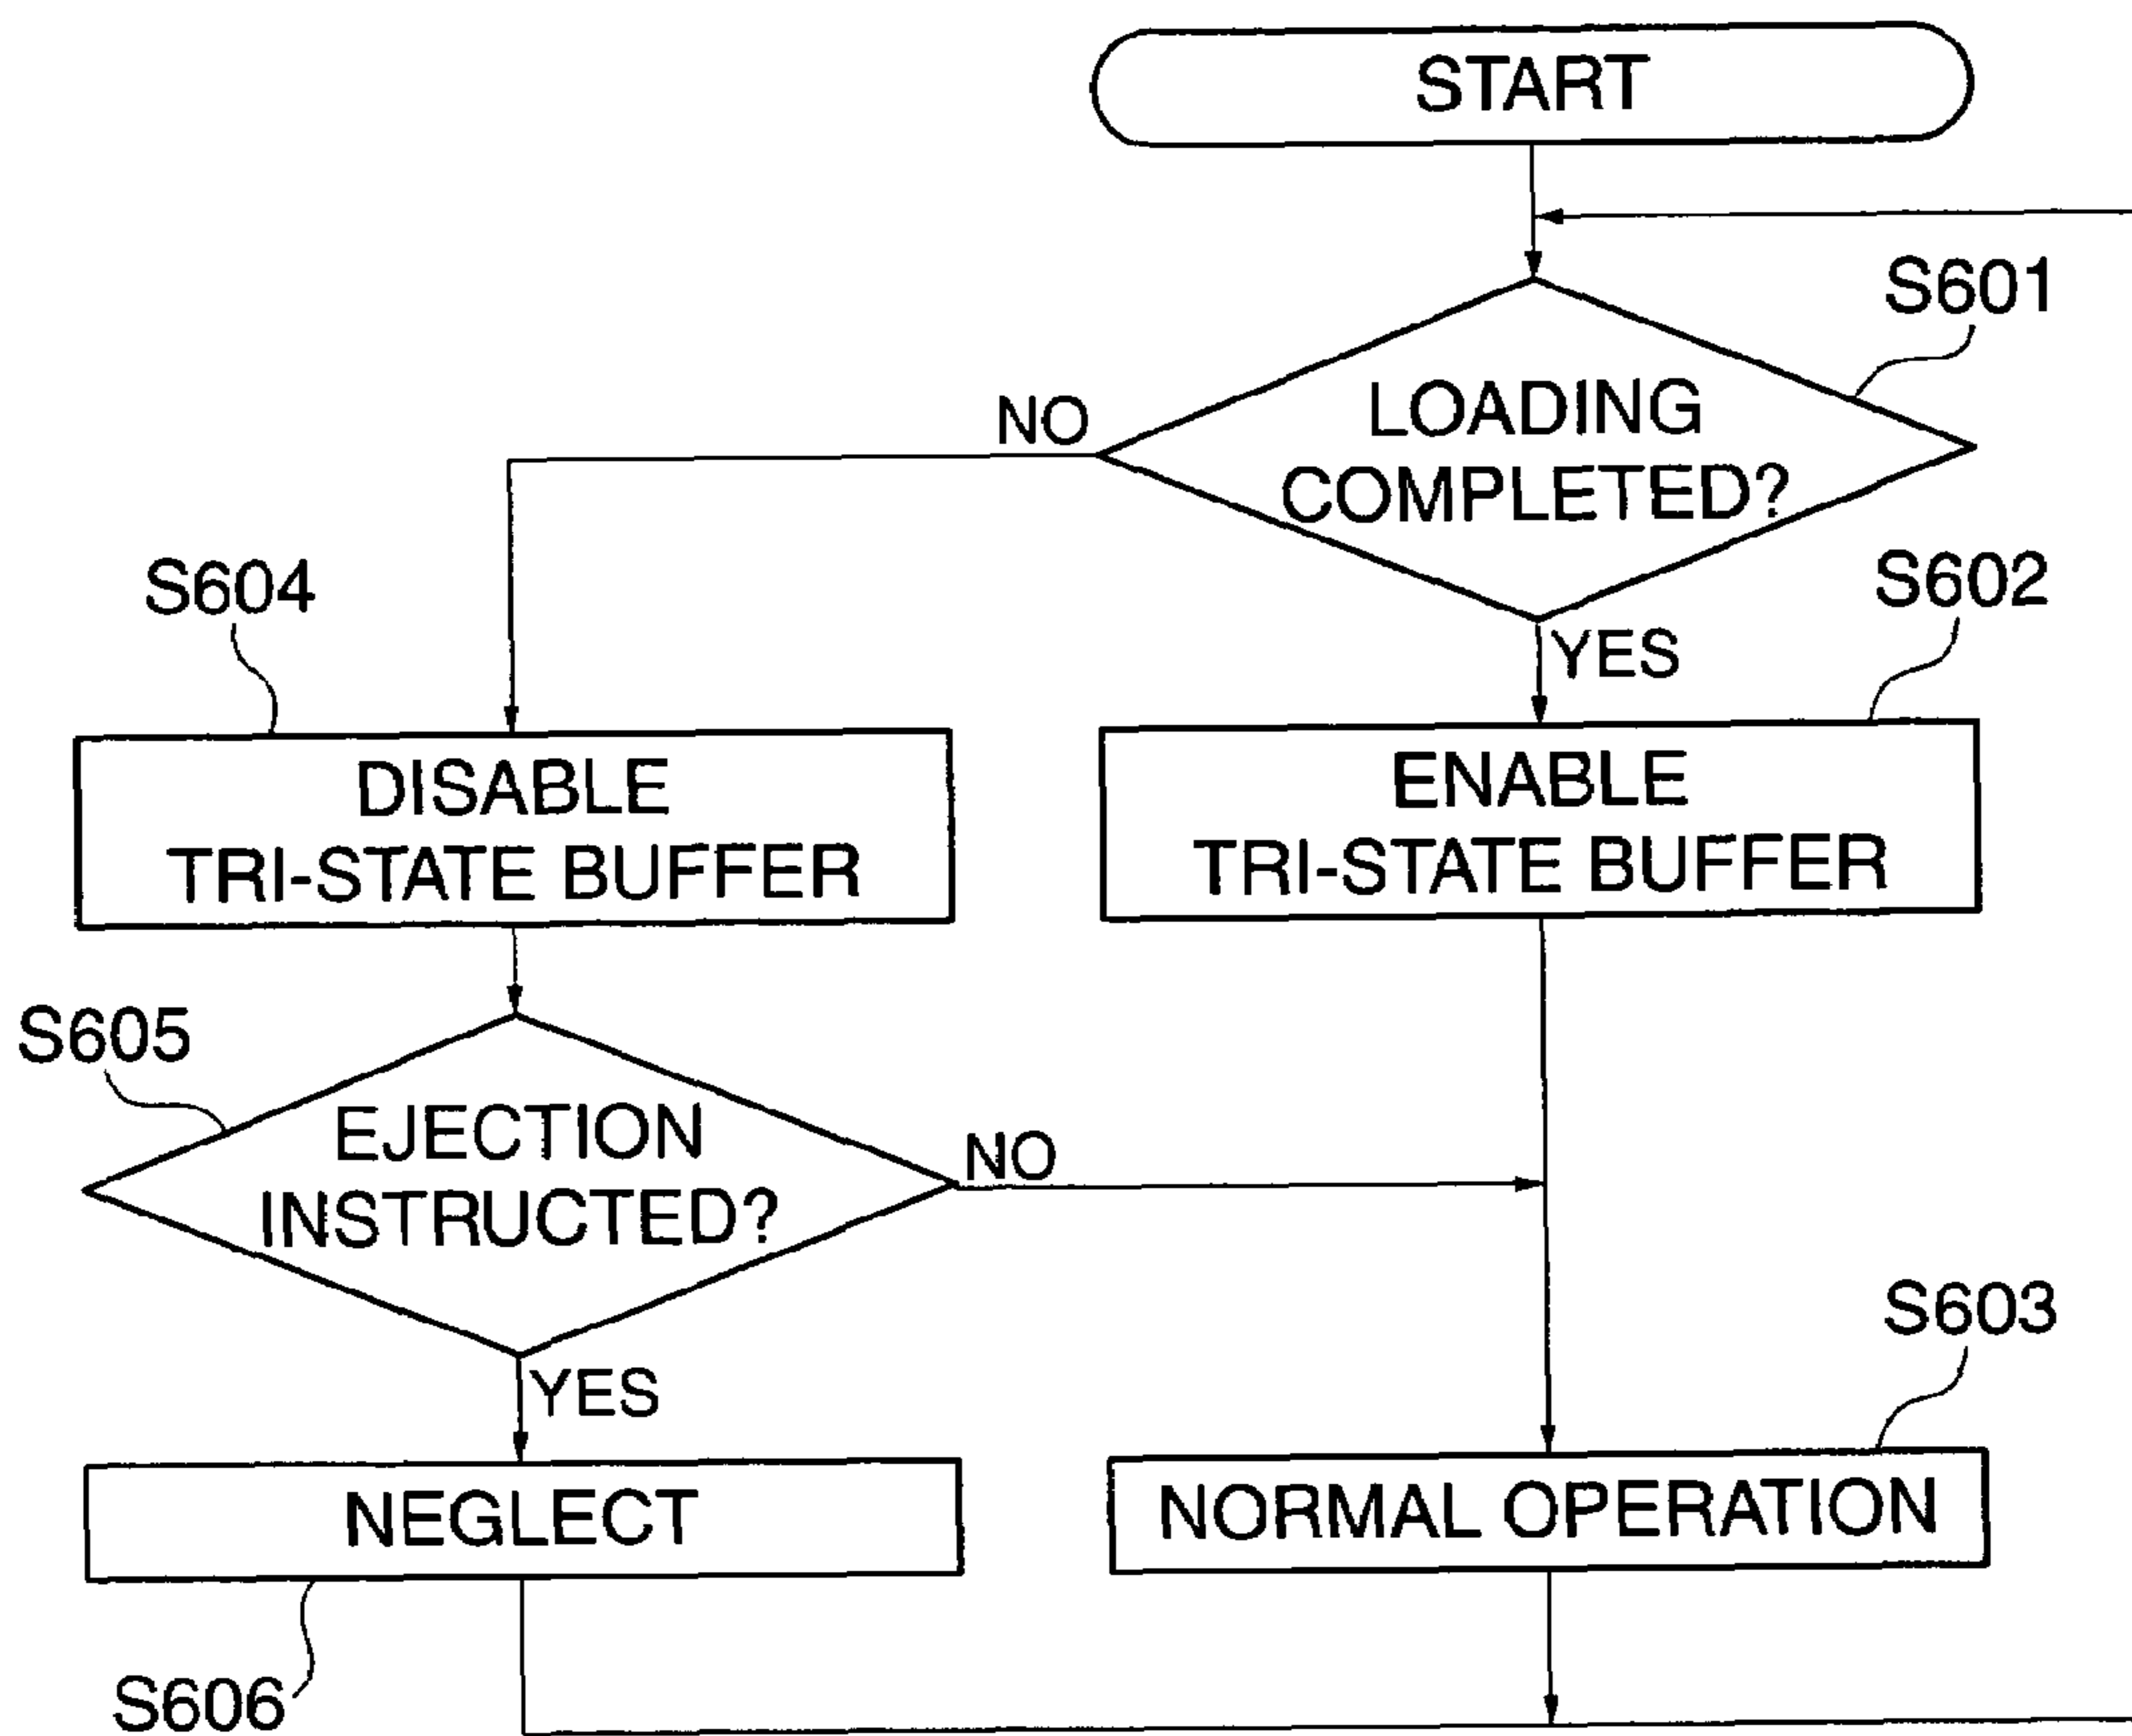 START
S601
LOADING
COMPLETED?
NO
YES
S602
S604
DISABLE
TRI-STATE BUFFER
ENABLE
TRI-STATE BUFFER
S605
EJECTION
INSTRUCTED?
NO
YES
S603
NEGLECT
NORMAL OPERATION
S606